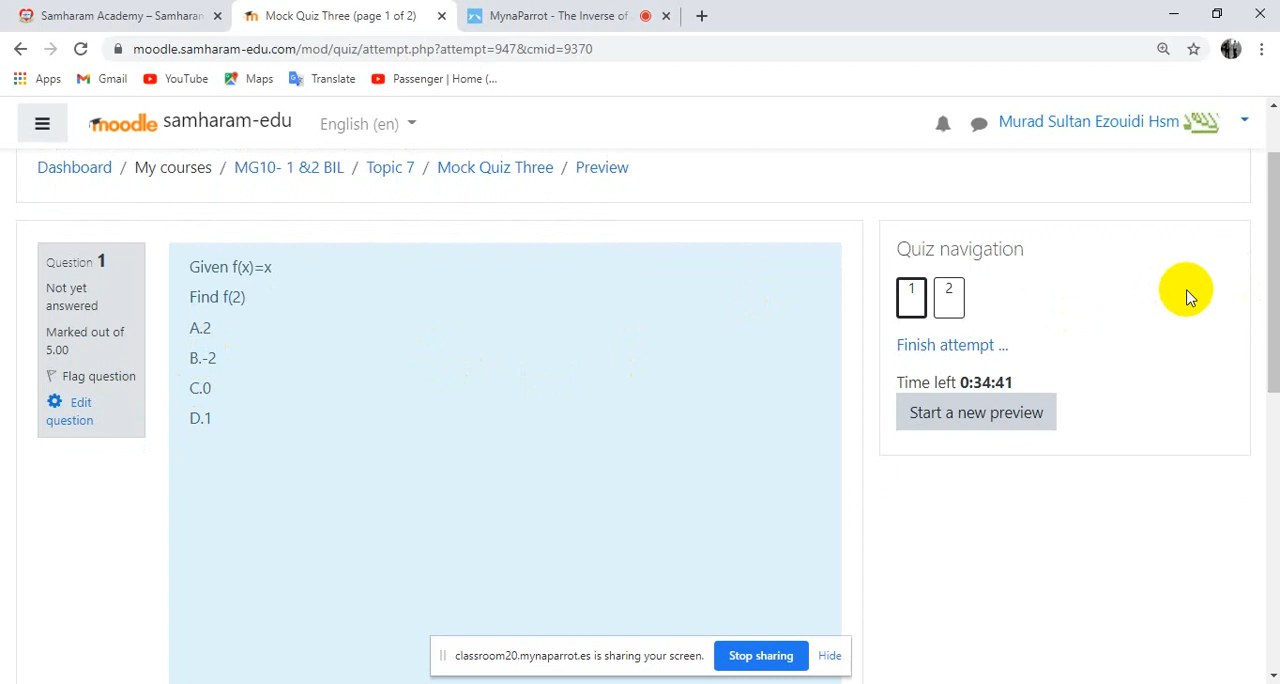 Samharam Academy – Samharan
Mock Quiz Three (page 1 of 2)
MynaParrot - The Inverse of
moodle.samharam-edu.com/mod/quiz/attempt.php?attempt=947&cmid=9370
Apps
Gmail
YouTube
Maps
Translate
Passenger | Home (...
moodle samharam-edu
English (en)
Murad Sultan Ezouidi Hsm
Dashboard / My courses / MG10- 1 &2 BIL / Topic 7 / Mock Quiz Three / Preview
Question 1
Not yet
answered
Marked out of
5.00
Flag question
Edit
question
Given f(x)=x
Find f(2)
A.2
B.-2
C.0
D.1
Quiz navigation
1 2
Finish attempt ...
Time left 0:34:41
Start a new preview
classroom20.mynaparrot.es is sharing your screen.
Stop sharing
Hide